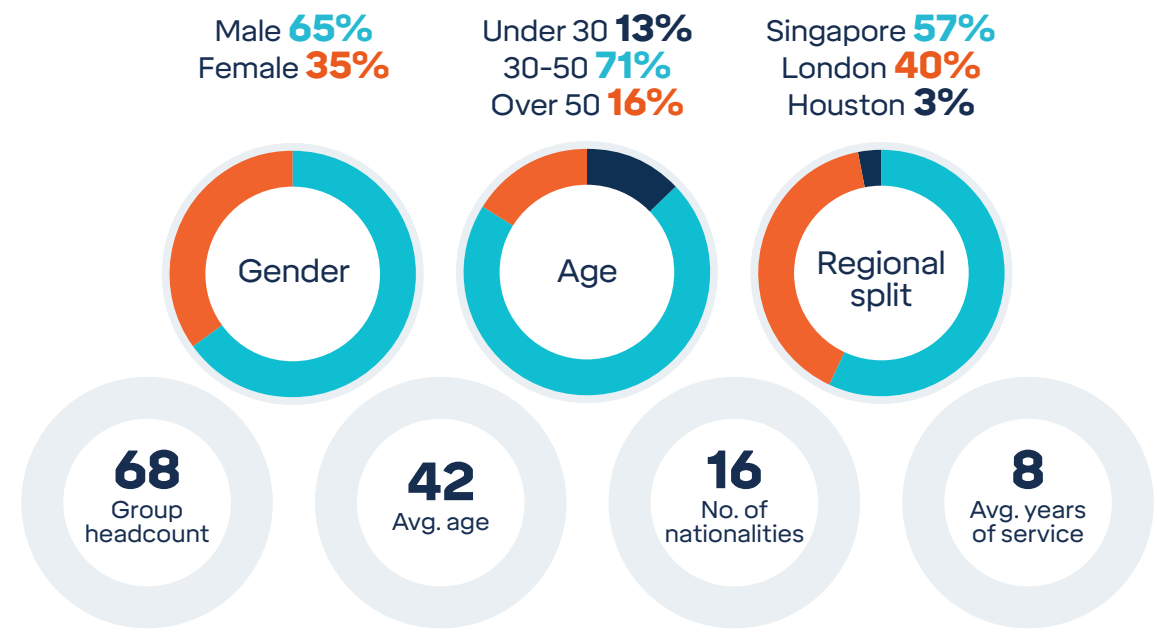 Male 65%
Female 35%
Under 30 13%
30-50 71%
Over 50 16%
Singapore 57%
London 40%
Houston 3%
Gender
Age
Regional
split
68
Group
headcount
42
Avg. age
16
No. of
nationalities
8
Avg. years
of service